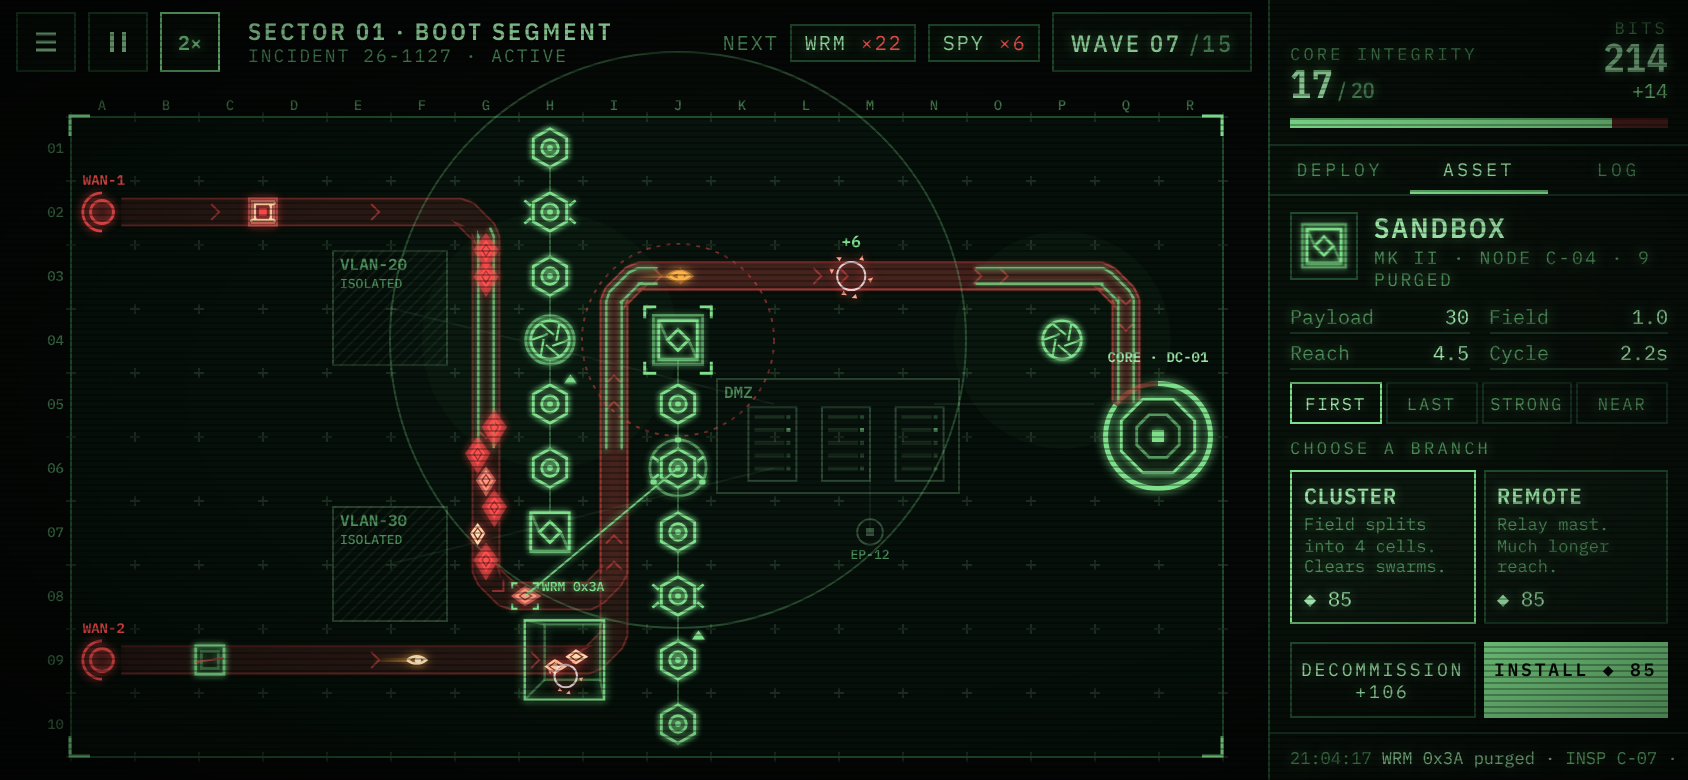 2×
SECTOR 01 · BOOT SEGMENT
INCIDENT 26-1127 · ACTIVE
NEXT
WRM ×22
SPY ×6
WAVE 07 /15
CORE INTEGRITY
17 / 20
BITS
214
+14
A B C D E F G H I J K L M N O P Q R
01
02
03
04
05
06
07
08
09
10
WAN-1
VLAN-20
ISOLATED
+6
CORE · DC-01
DMZ
VLAN-30
ISOLATED
EP-12
WRM 0x3A
WAN-2
DEPLOY
ASSET
LOG
SANDBOX
MK II · NODE C-04 · 9
PURGED
Payload 30
Field 1.0
Reach 4.5
Cycle 2.2s
FIRST
LAST
STRONG
NEAR
CHOOSE A BRANCH
CLUSTER
Field splits
into 4 cells.
Clears swarms.
◆ 85
REMOTE
Relay mast.
Much longer
reach.
◆ 85
DECOMMISSION
+106
INSTALL ◆ 85
21:04:17 WRM 0x3A purged · INSP C-07 ·